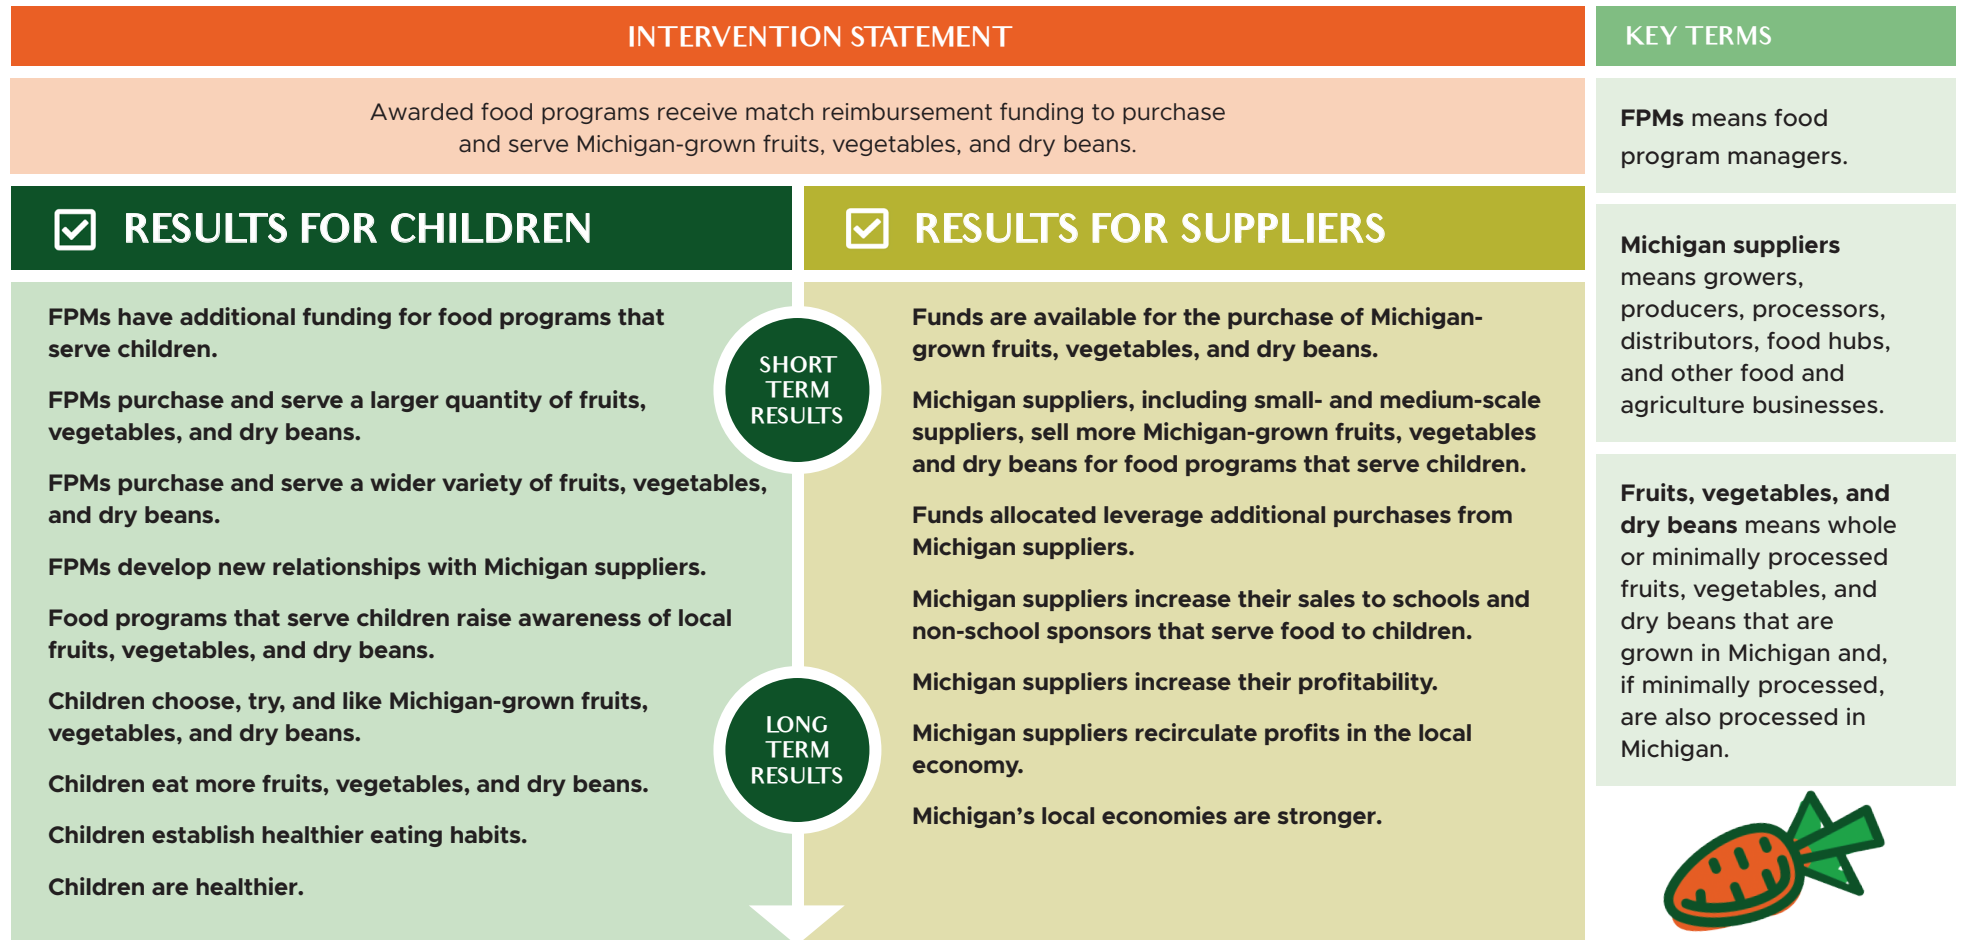 INTERVENTION STATEMENT
Awarded food programs receive match reimbursement funding to purchase
and serve Michigan-grown fruits, vegetables, and dry beans.
RESULTS FOR CHILDREN
FPMs have additional funding for food programs that
serve children.
FPMs purchase and serve a larger quantity of fruits,
vegetables, and dry beans.
FPMs purchase and serve a wider variety of fruits, vegetables,
and dry beans.
FPMs develop new relationships with Michigan suppliers.
Food programs that serve children raise awareness of local
fruits, vegetables, and dry beans.
Children choose, try, and like Michigan-grown fruits,
vegetables, and dry beans.
Children eat more fruits, vegetables, and dry beans.
Children establish healthier eating habits.
Children are healthier.
SHORT
TERM
RESULTS
LONG
TERM
RESULTS
RESULTS FOR SUPPLIERS
Funds are available for the purchase of Michigan-
grown fruits, vegetables, and dry beans.
Michigan suppliers, including small- and medium-scale
suppliers, sell more Michigan-grown fruits, vegetables
and dry beans for food programs that serve children.
Funds allocated leverage additional purchases from
Michigan suppliers.
Michigan suppliers increase their sales to schools and
non-school sponsors that serve food to children.
Michigan suppliers increase their profitability.
Michigan suppliers recirculate profits in the local
economy.
Michigan’s local economies are stronger.
KEY TERMS
FPMs means food
program managers.
Michigan suppliers
means growers,
producers, processors,
distributors, food hubs,
and other food and
agriculture businesses.
Fruits, vegetables, and
dry beans means whole
or minimally processed
fruits, vegetables, and
dry beans that are
grown in Michigan and,
if minimally processed,
are also processed in
Michigan.